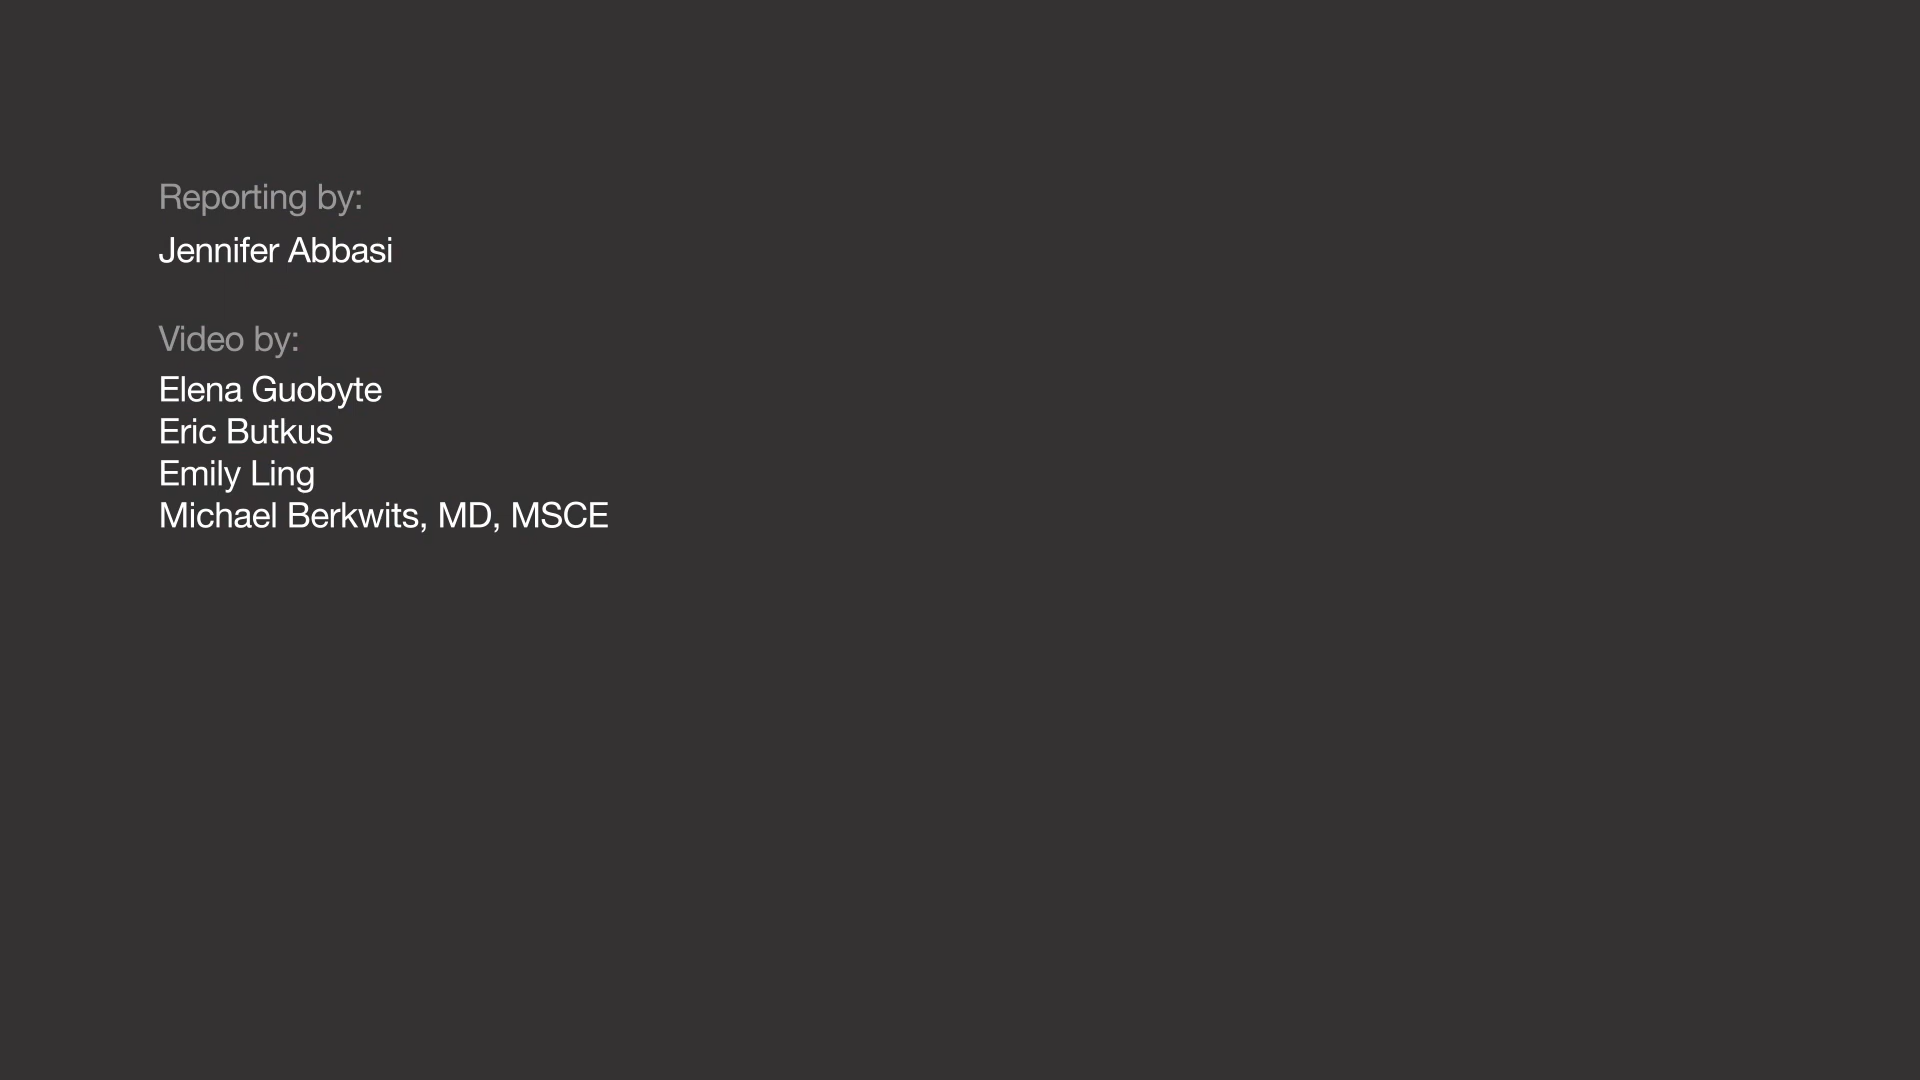 Reporting by:
Jennifer Abbasi
Video by:
Elena Guobyte
Eric Butkus
Emily Ling
Michael Berkwits, MD, MSCE